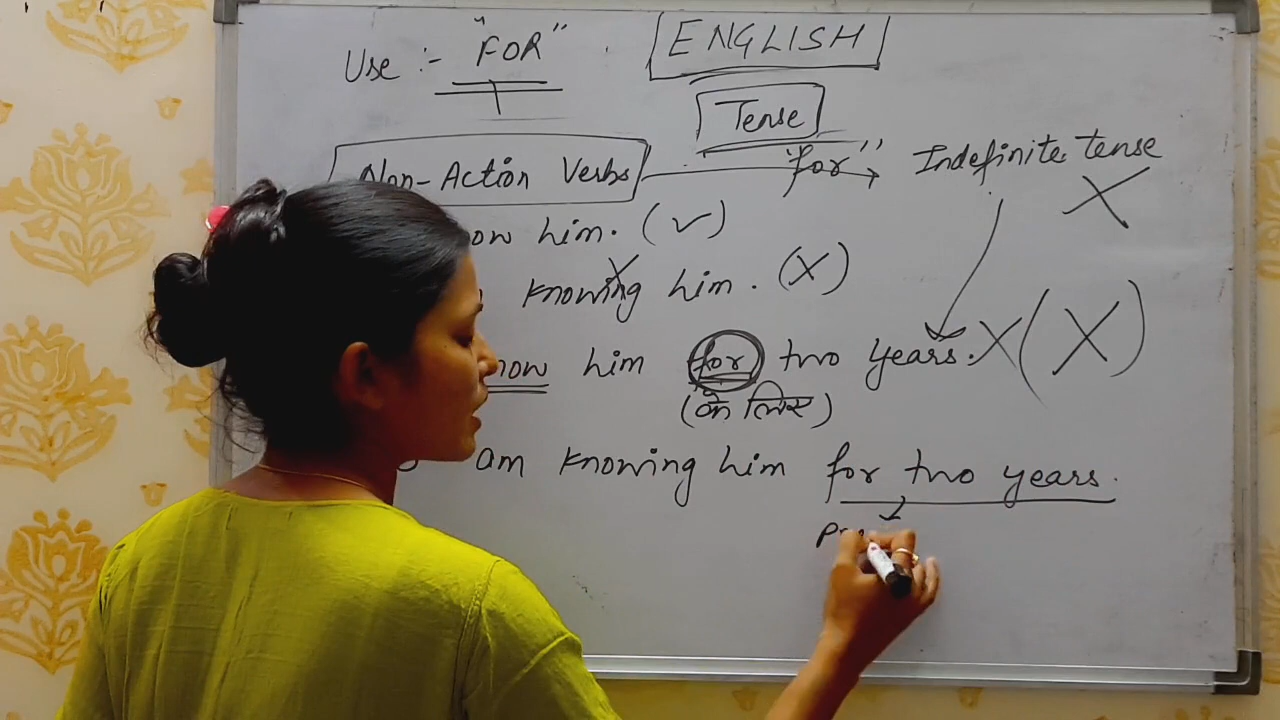 Use :- "FOR"
ENGLISH
Tense
Non-Action Verbs "for" Indefinite tense X
him. (✓)
knowing him. (X)
him for two years. X (X)
(के लिए)
am knowing him for two years.